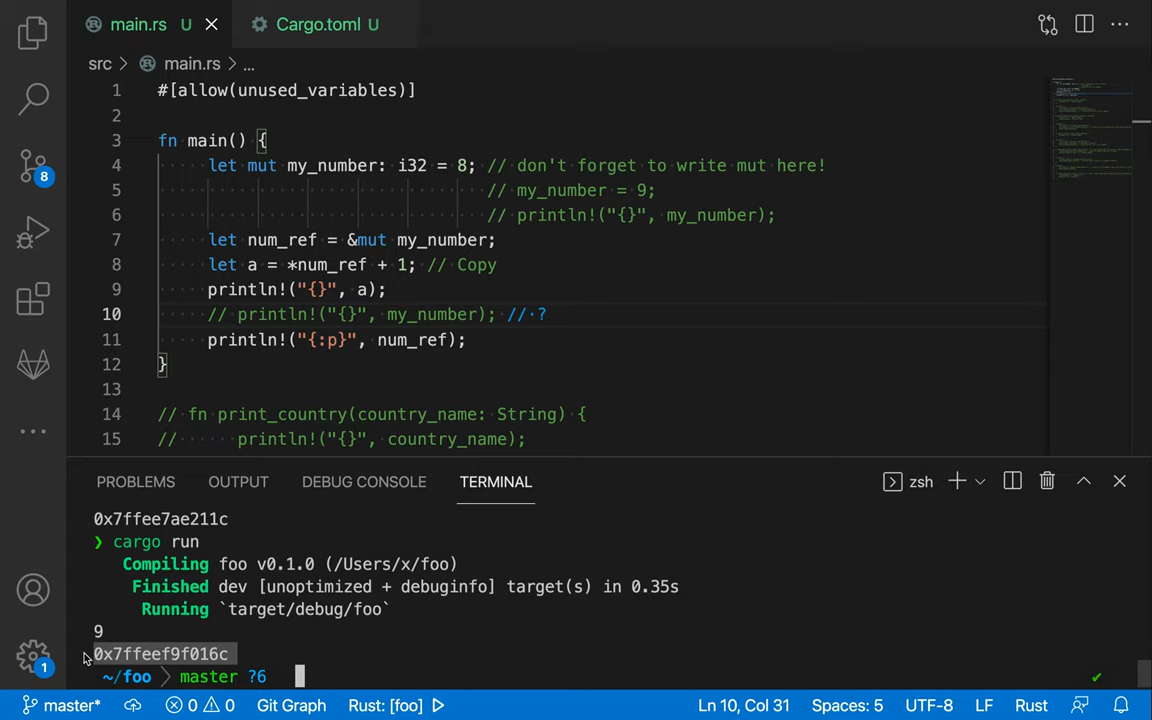 main.rs U Cargo.toml U
src > main.rs > ...
1 #[allow(unused_variables)]
2
3 fn main() {
4 let mut my_number: i32 = 8; // don't forget to write mut here!
5 // my_number = 9;
6 // println!("{}", my_number);
7 let num_ref = &mut my_number;
8 let a = *num_ref + 1; // Copy
9 println!("{}", a);
10 // println!("{}", my_number); // ?
11 println!("{:p}", num_ref);
12 }
13
14 // fn print_country(country_name: String) {
15 // println!("{}", country_name);
8
PROBLEMS OUTPUT DEBUG CONSOLE TERMINAL zsh
0x7ffee7ae211c
❯ cargo run
Compiling foo v0.1.0 (/Users/x/foo)
Finished dev [unoptimized + debuginfo] target(s) in 0.35s
Running `target/debug/foo`
9
0x7ffeef9f016c
~/foo master ?6 ✔
1
master* 0 0 Git Graph Rust: [foo] Ln 10, Col 31 Spaces: 5 UTF-8 LF Rust